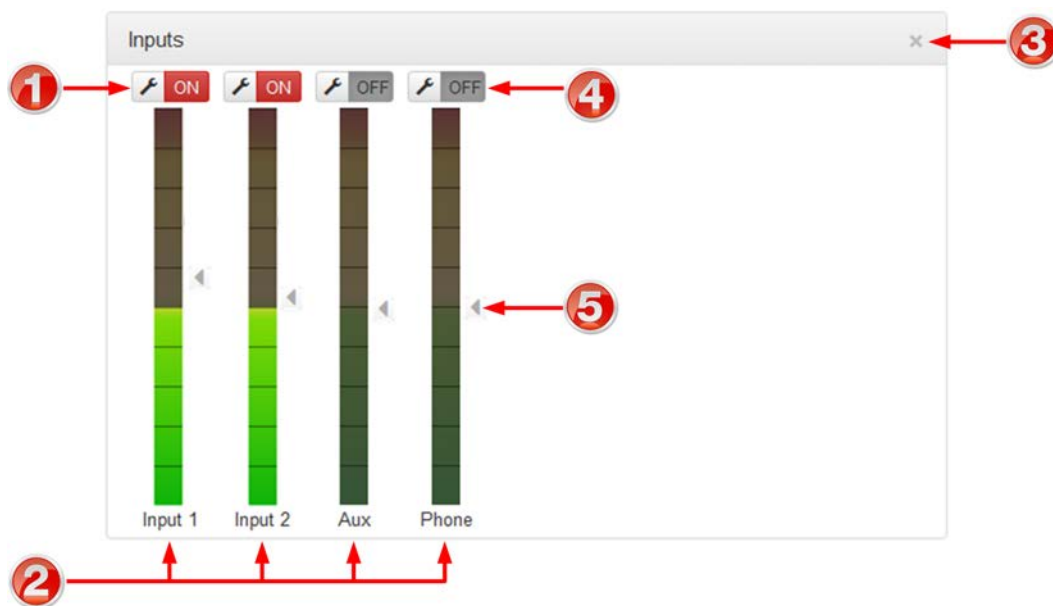 Inputs
3
1
ON
ON
OFF
OFF
4
5
Input 1
Input 2
Aux
Phone
2